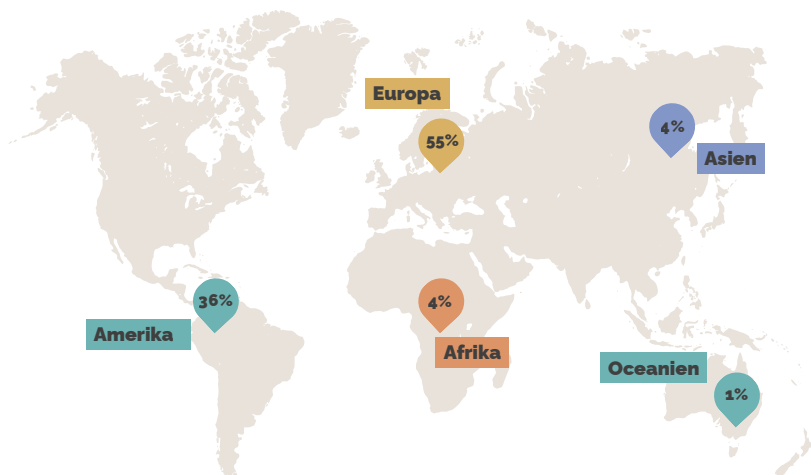 Europa
55%
4%
Asien
36%
Amerika
4%
Afrika
Oceanien
1%